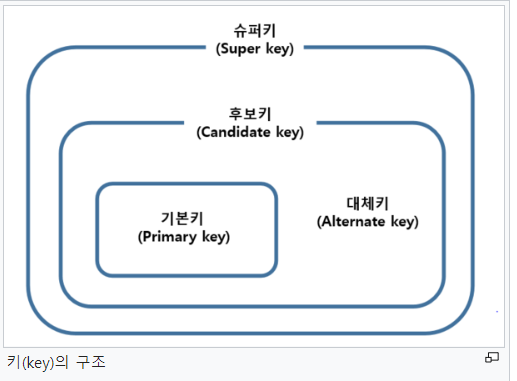 슈퍼키
(Super key)
후보키
(Candidate key)
기본키
(Primary key)
대체키
(Alternate key)
키(key)의 구조